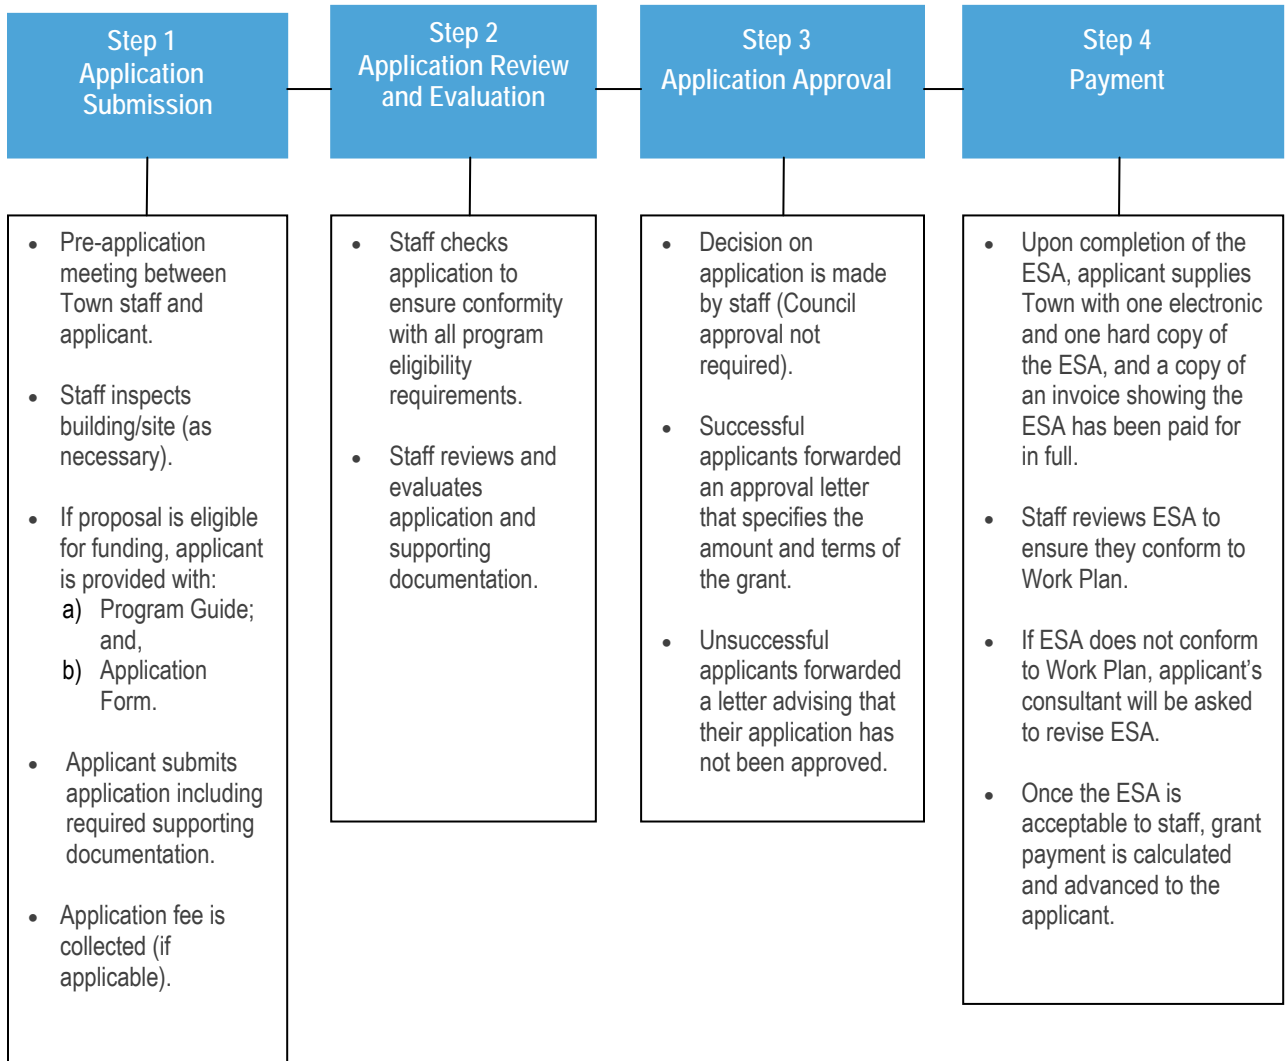 Step 1
Application
Submission
Step 2
Application Review
and Evaluation
Step 3
Application Approval
Step 4
Payment
• Pre-application
meeting between
Town staff and
applicant.
• Staff inspects
building/site (as
necessary).
• If proposal is eligible
for funding, applicant
is provided with:
a) Program Guide;
and,
b) Application
Form.
• Applicant submits
application including
required supporting
documentation.
• Application fee is
collected (if
applicable).
• Staff checks
application to
ensure conformity
with all program
eligibility
requirements.
• Staff reviews and
evaluates
application and
supporting
documentation.
• Decision on
application is made
by staff (Council
approval not
required).
• Successful
applicants forwarded
an approval letter
that specifies the
amount and terms of
the grant.
• Unsuccessful
applicants forwarded
a letter advising that
their application has
not been approved.
• Upon completion of the
ESA, applicant supplies
Town with one electronic
and one hard copy of
the ESA, and a copy of
an invoice showing the
ESA has been paid for
in full.
• Staff reviews ESA to
ensure they conform to
Work Plan.
• If ESA does not conform
to Work Plan, applicant’s
consultant will be asked
to revise ESA.
• Once the ESA is
acceptable to staff, grant
payment is calculated
and advanced to the
applicant.